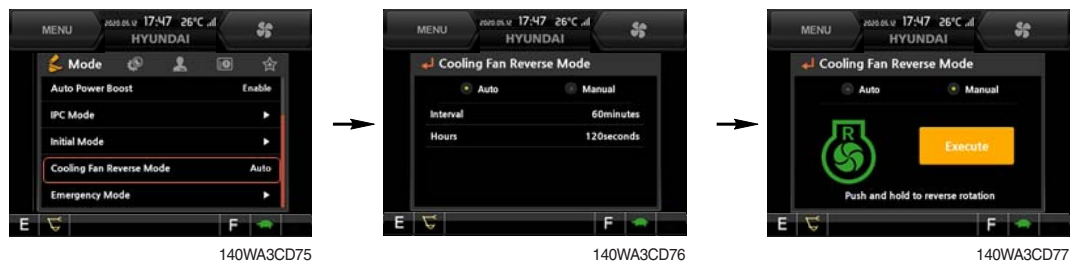 MENU
2020.05.12 17:47 26°C
HYUNDAI
Mode
Auto Power Boost Enable
IPC Mode
Initial Mode
Cooling Fan Reverse Mode Auto
Emergency Mode
E F
140WA3CD75
MENU
2020.05.12 17:47 26°C
HYUNDAI
Cooling Fan Reverse Mode
Auto Manual
Interval 60minutes
Hours 120seconds
E F
140WA3CD76
MENU
2020.05.12 17:47 26°C
HYUNDAI
Cooling Fan Reverse Mode
Auto Manual
R
Execute
Push and hold to reverse rotation
E F
140WA3CD77